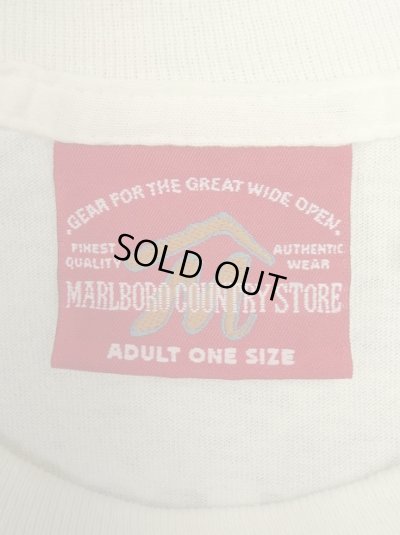 ·GEAR FOR THE GREAT WIDE OPEN·
FINEST QUALITY
AUTHENTIC WEAR
SOLD OUT
MARLBORO COUNTRY STORE
ADULT ONE SIZE